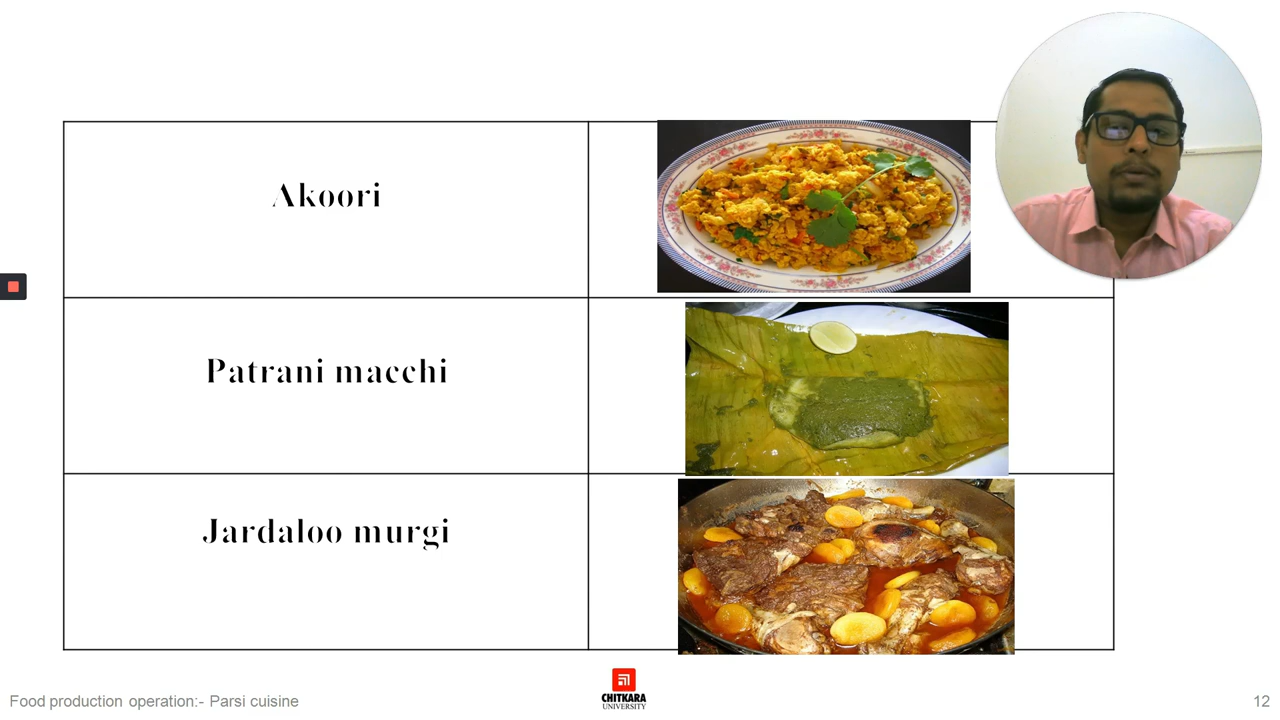 Akoori
Patrani macchi
Jardaloo murgi
CHITKARA
UNIVERSITY
Food production operation:- Parsi cuisine
12